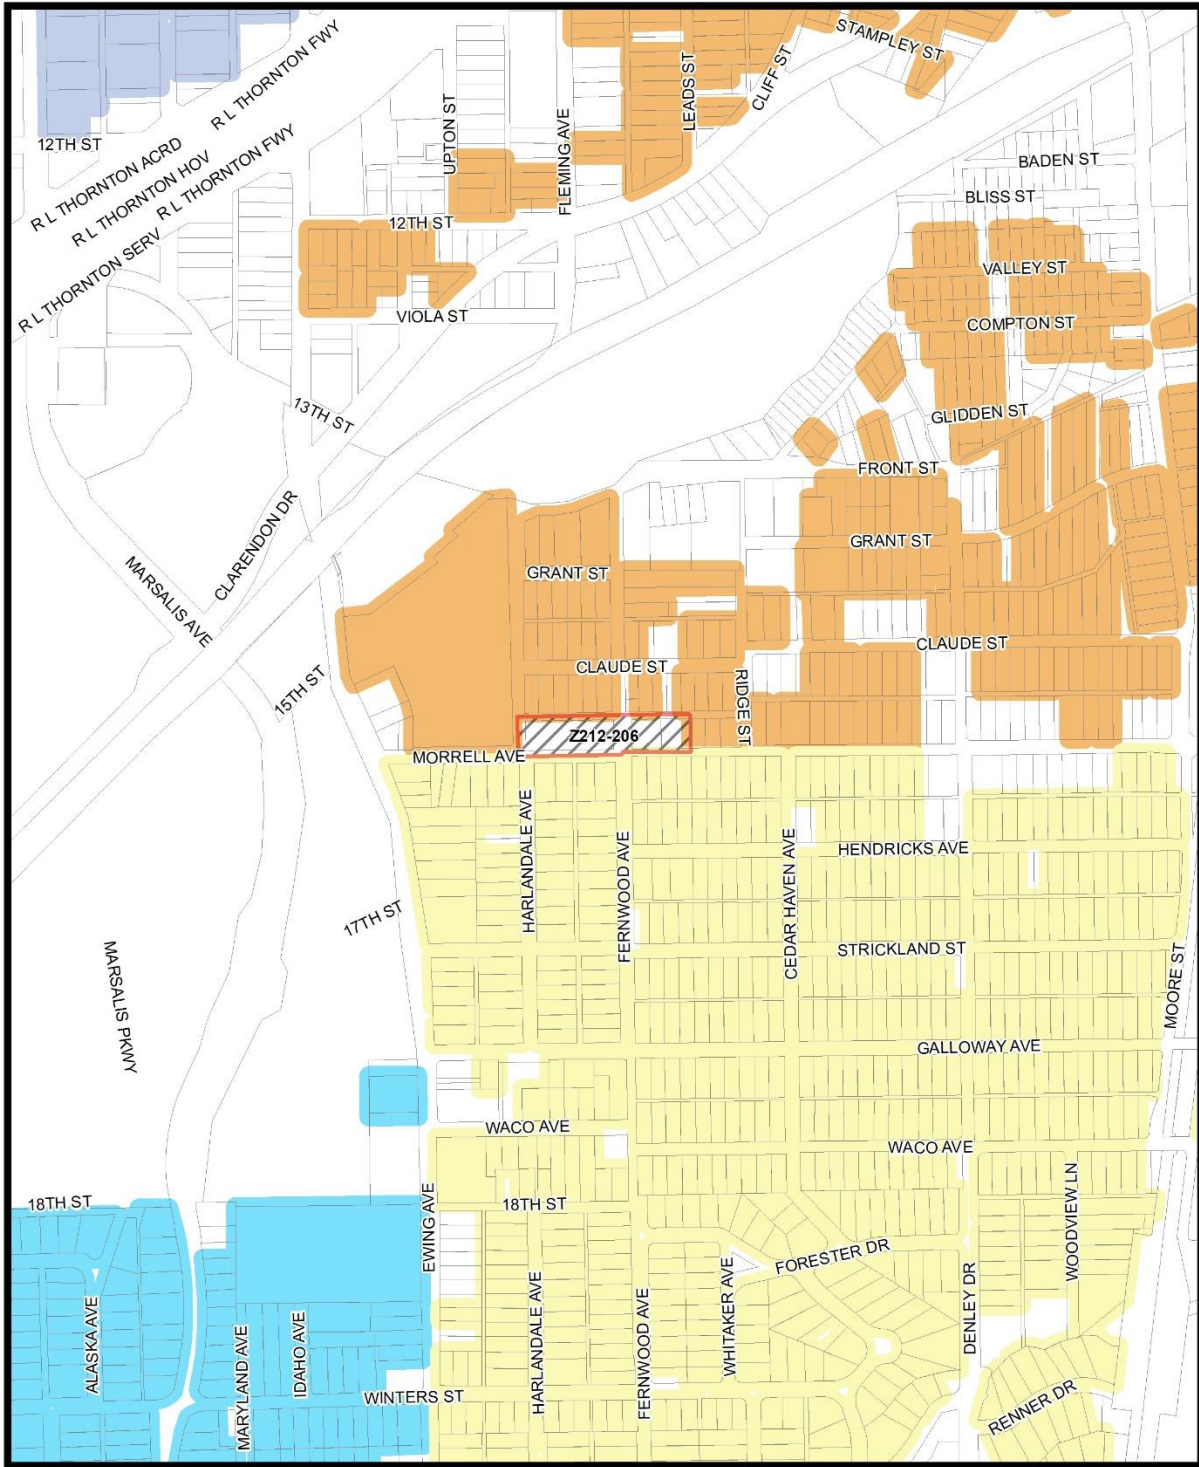 STAMPLEY ST
R L THORNTON FWY
LEADS ST
CLIFF ST
12TH ST
R L THORNTON ACRD
R L THORNTON HOV
R L THORNTON FWY
R L THORNTON SERV
UPTON ST
FLEMING AVE
BADEN ST
BLISS ST
12TH ST
VALLEY ST
VIOLA ST
COMPTON ST
13TH ST
GLIDDEN ST
FRONT ST
CLARENDON DR
GRANT ST
GRANT ST
MARSALIS AVE
CLAUDE ST
CLAUDE ST
15TH ST
RIDGE ST
Z212-206
MORRELL AVE
HARLANDALE AVE
FERNWOOD AVE
CEDAR HAVEN AVE
HENDRICKS AVE
17TH ST
STRICKLAND ST
MARSALIS PKWY
MOORE ST
GALLOWAY AVE
WACO AVE
WACO AVE
18TH ST
18TH ST
EWING AVE
WOODVIEW LN
FORESTER DR
ALASKA AVE
MARYLAND AVE
IDAHO AVE
HARLANDALE AVE
FERNWOOD AVE
WHITAKER AVE
DENLEY DR
WINTERS ST
RENNER DR